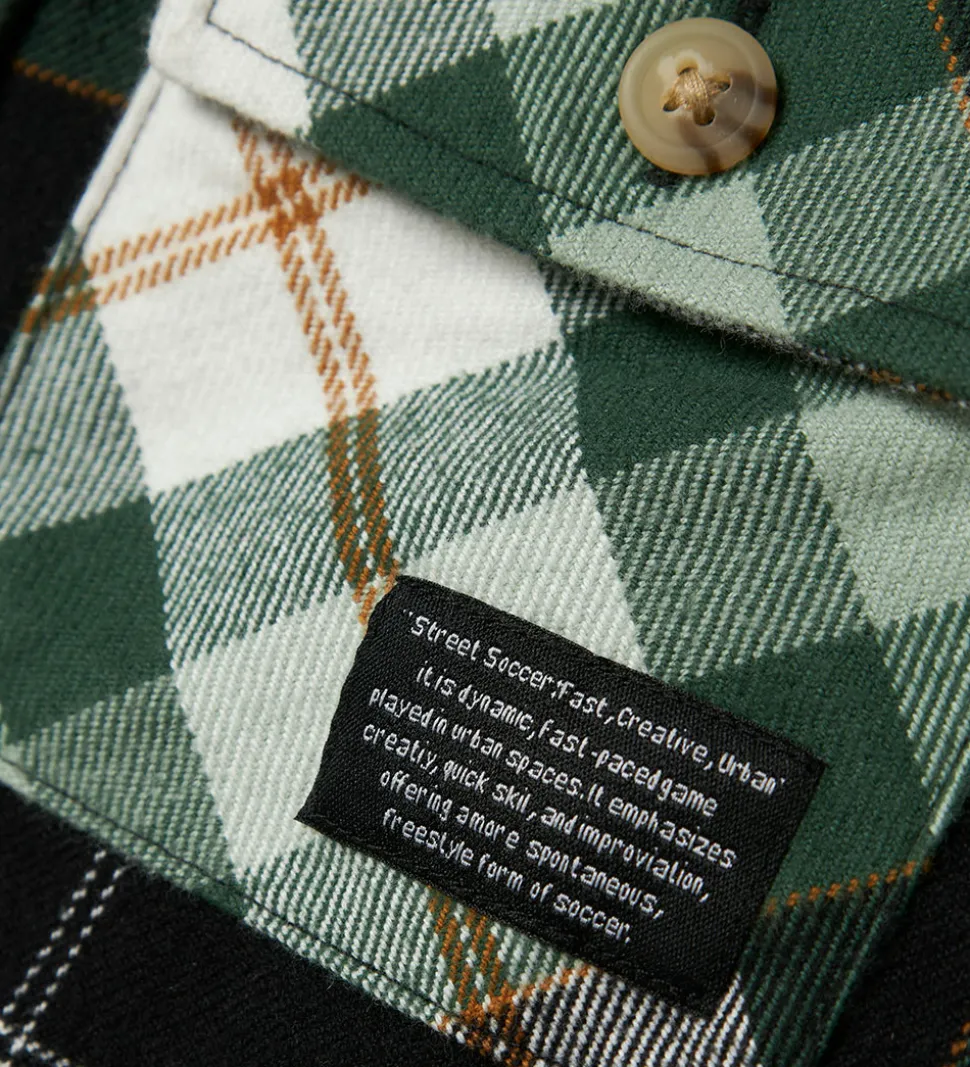 "Street Soccer:"Fast, Creative, Urban"
it is dynamic, fast-paced game
played in urban spaces. It emphasizes
creatiy, quick skil, and improviation,
offering a more spontaneous,
freestyle form of soccer.